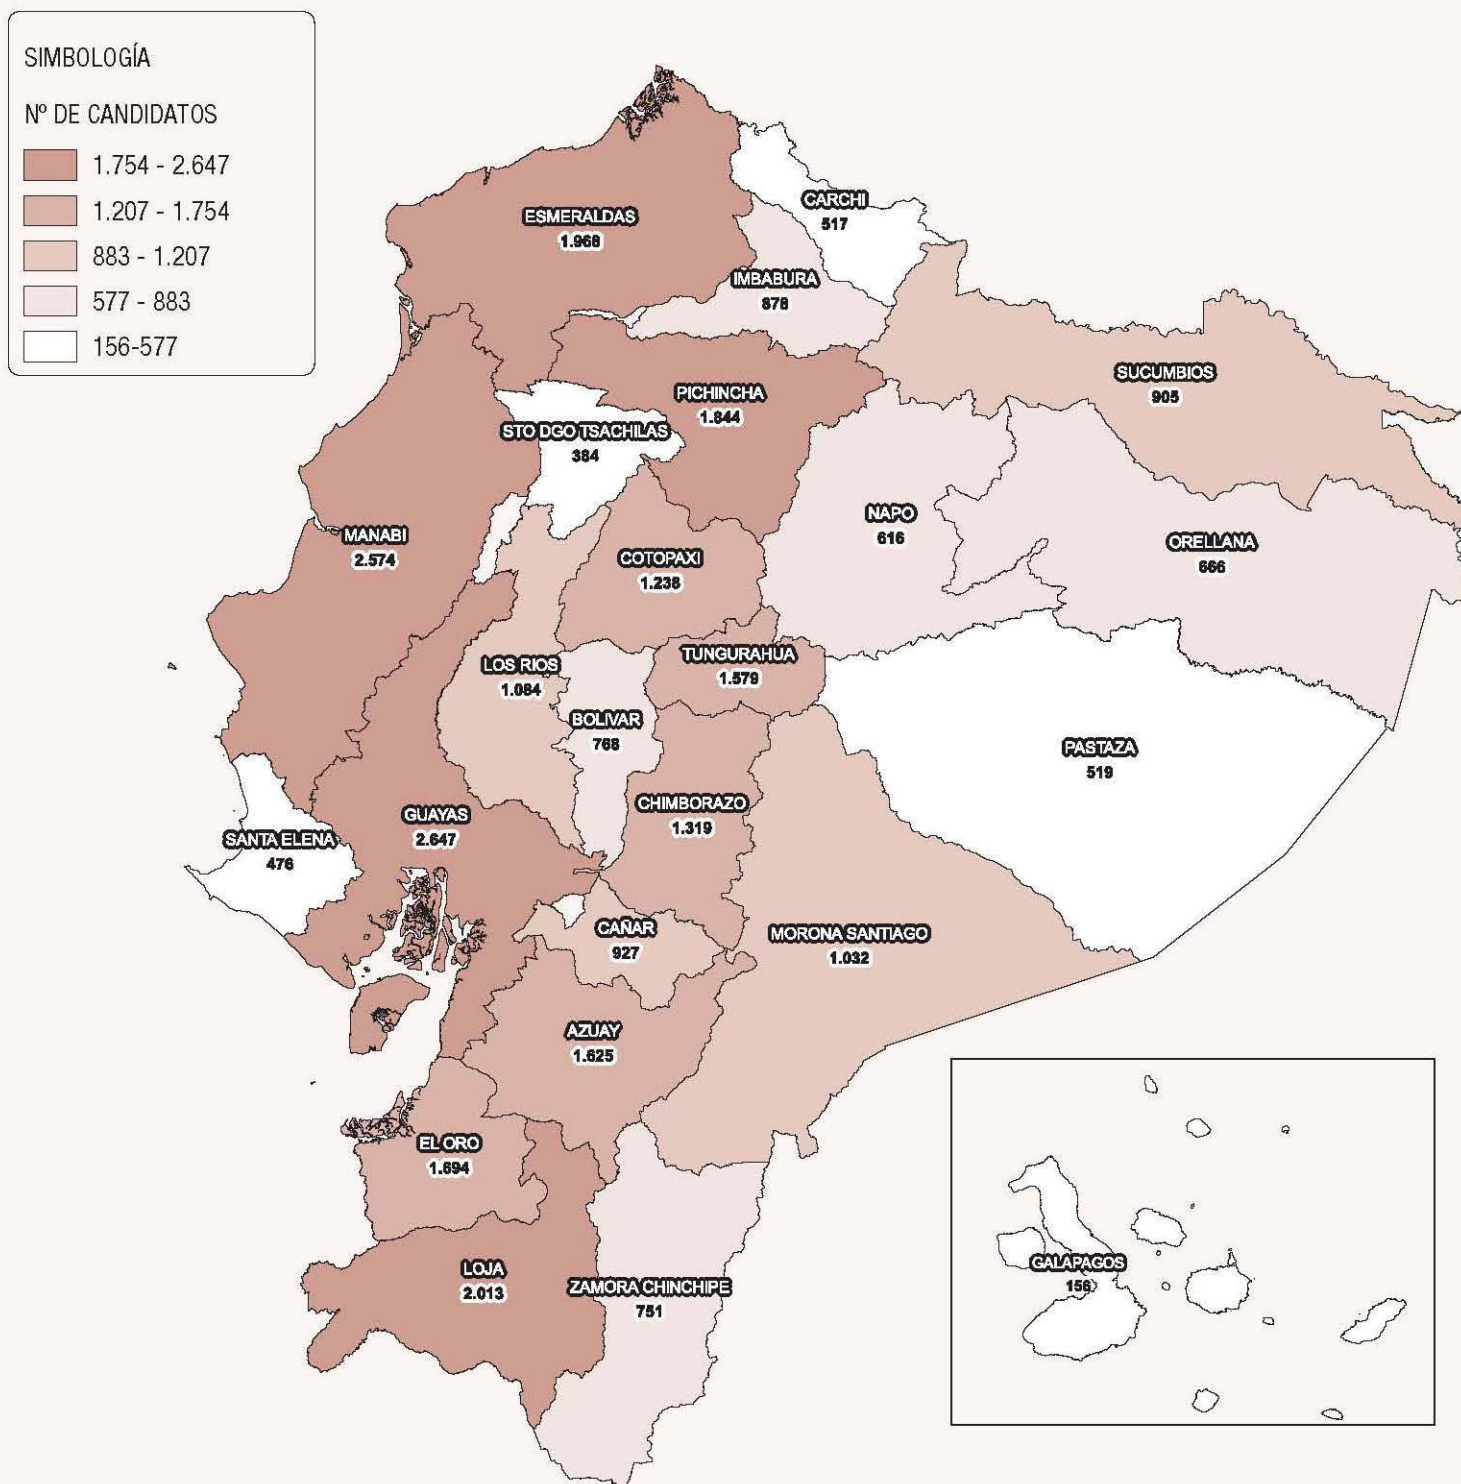 SIMBOLOGÍA
Nº DE CANDIDATOS
1.754 - 2.647
1.207 - 1.754
883 - 1.207
577 - 883
156-577
CARCHI
517
ESMERALDAS
1.968
IMBABURA
878
SUCUMBIOS
905
PICHINCHA
1.844
STO DGO TSACHILAS
384
NAPO
616
MANABI
2.574
ORELLANA
666
COTOPAXI
1.238
TUNGURAHUA
1.579
LOS RIOS
1.084
BOLIVAR
768
PASTAZA
519
CHIMBORAZO
1.319
GUAYAS
2.647
SANTA ELENA
476
CAÑAR
927
MORONA SANTIAGO
1.032
AZUAY
1.625
EL ORO
1.694
LOJA
2.013
ZAMORA CHINCHIPE
751
GALAPAGOS
156